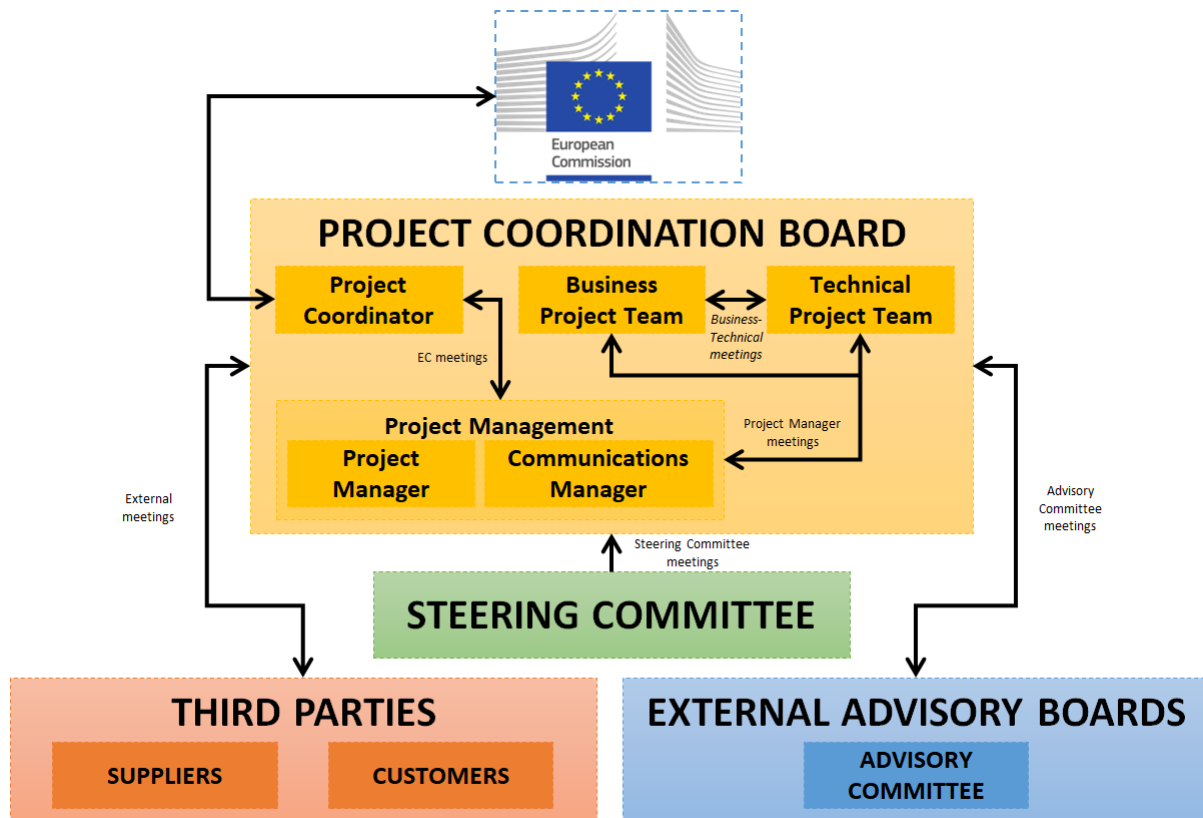 European
Commission
PROJECT COORDINATION BOARD
Project
Coordinator
Business
Project Team
Technical
Project Team
Business-
Technical
meetings
EC meetings
Project Management
Project
Manager
Communications
Manager
Project Manager
meetings
External
meetings
Advisory
Committee
meetings
Steering Committee
meetings
STEERING COMMITTEE
THIRD PARTIES
SUPPLIERS
CUSTOMERS
EXTERNAL ADVISORY BOARDS
ADVISORY
COMMITTEE